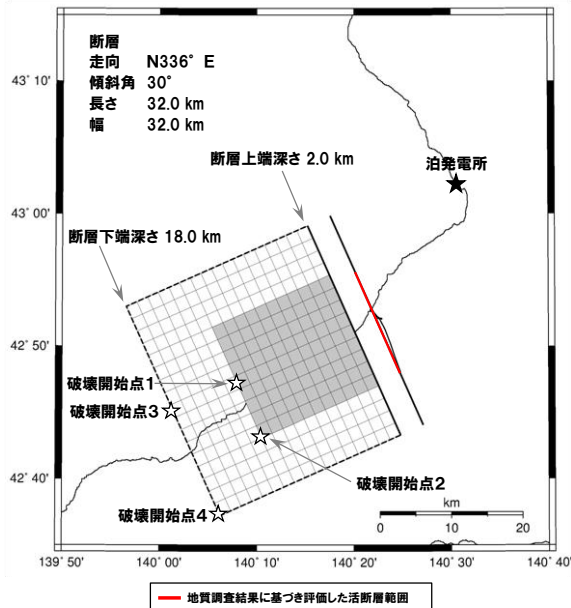 断層
走向 N336° E
傾斜角 30°
長さ 32.0 km
幅 32.0 km
43° 10'
断層上端深さ 2.0 km
泊発電所
43° 00'
断層下端深さ 18.0 km
42° 50'
破壊開始点1
破壊開始点3
42° 40'
破壊開始点2
破壊開始点4
km
0 10 20
139° 50' 140° 00' 140° 10' 140° 20' 140° 30' 140° 40'
地質調査結果に基づき評価した活断層範囲